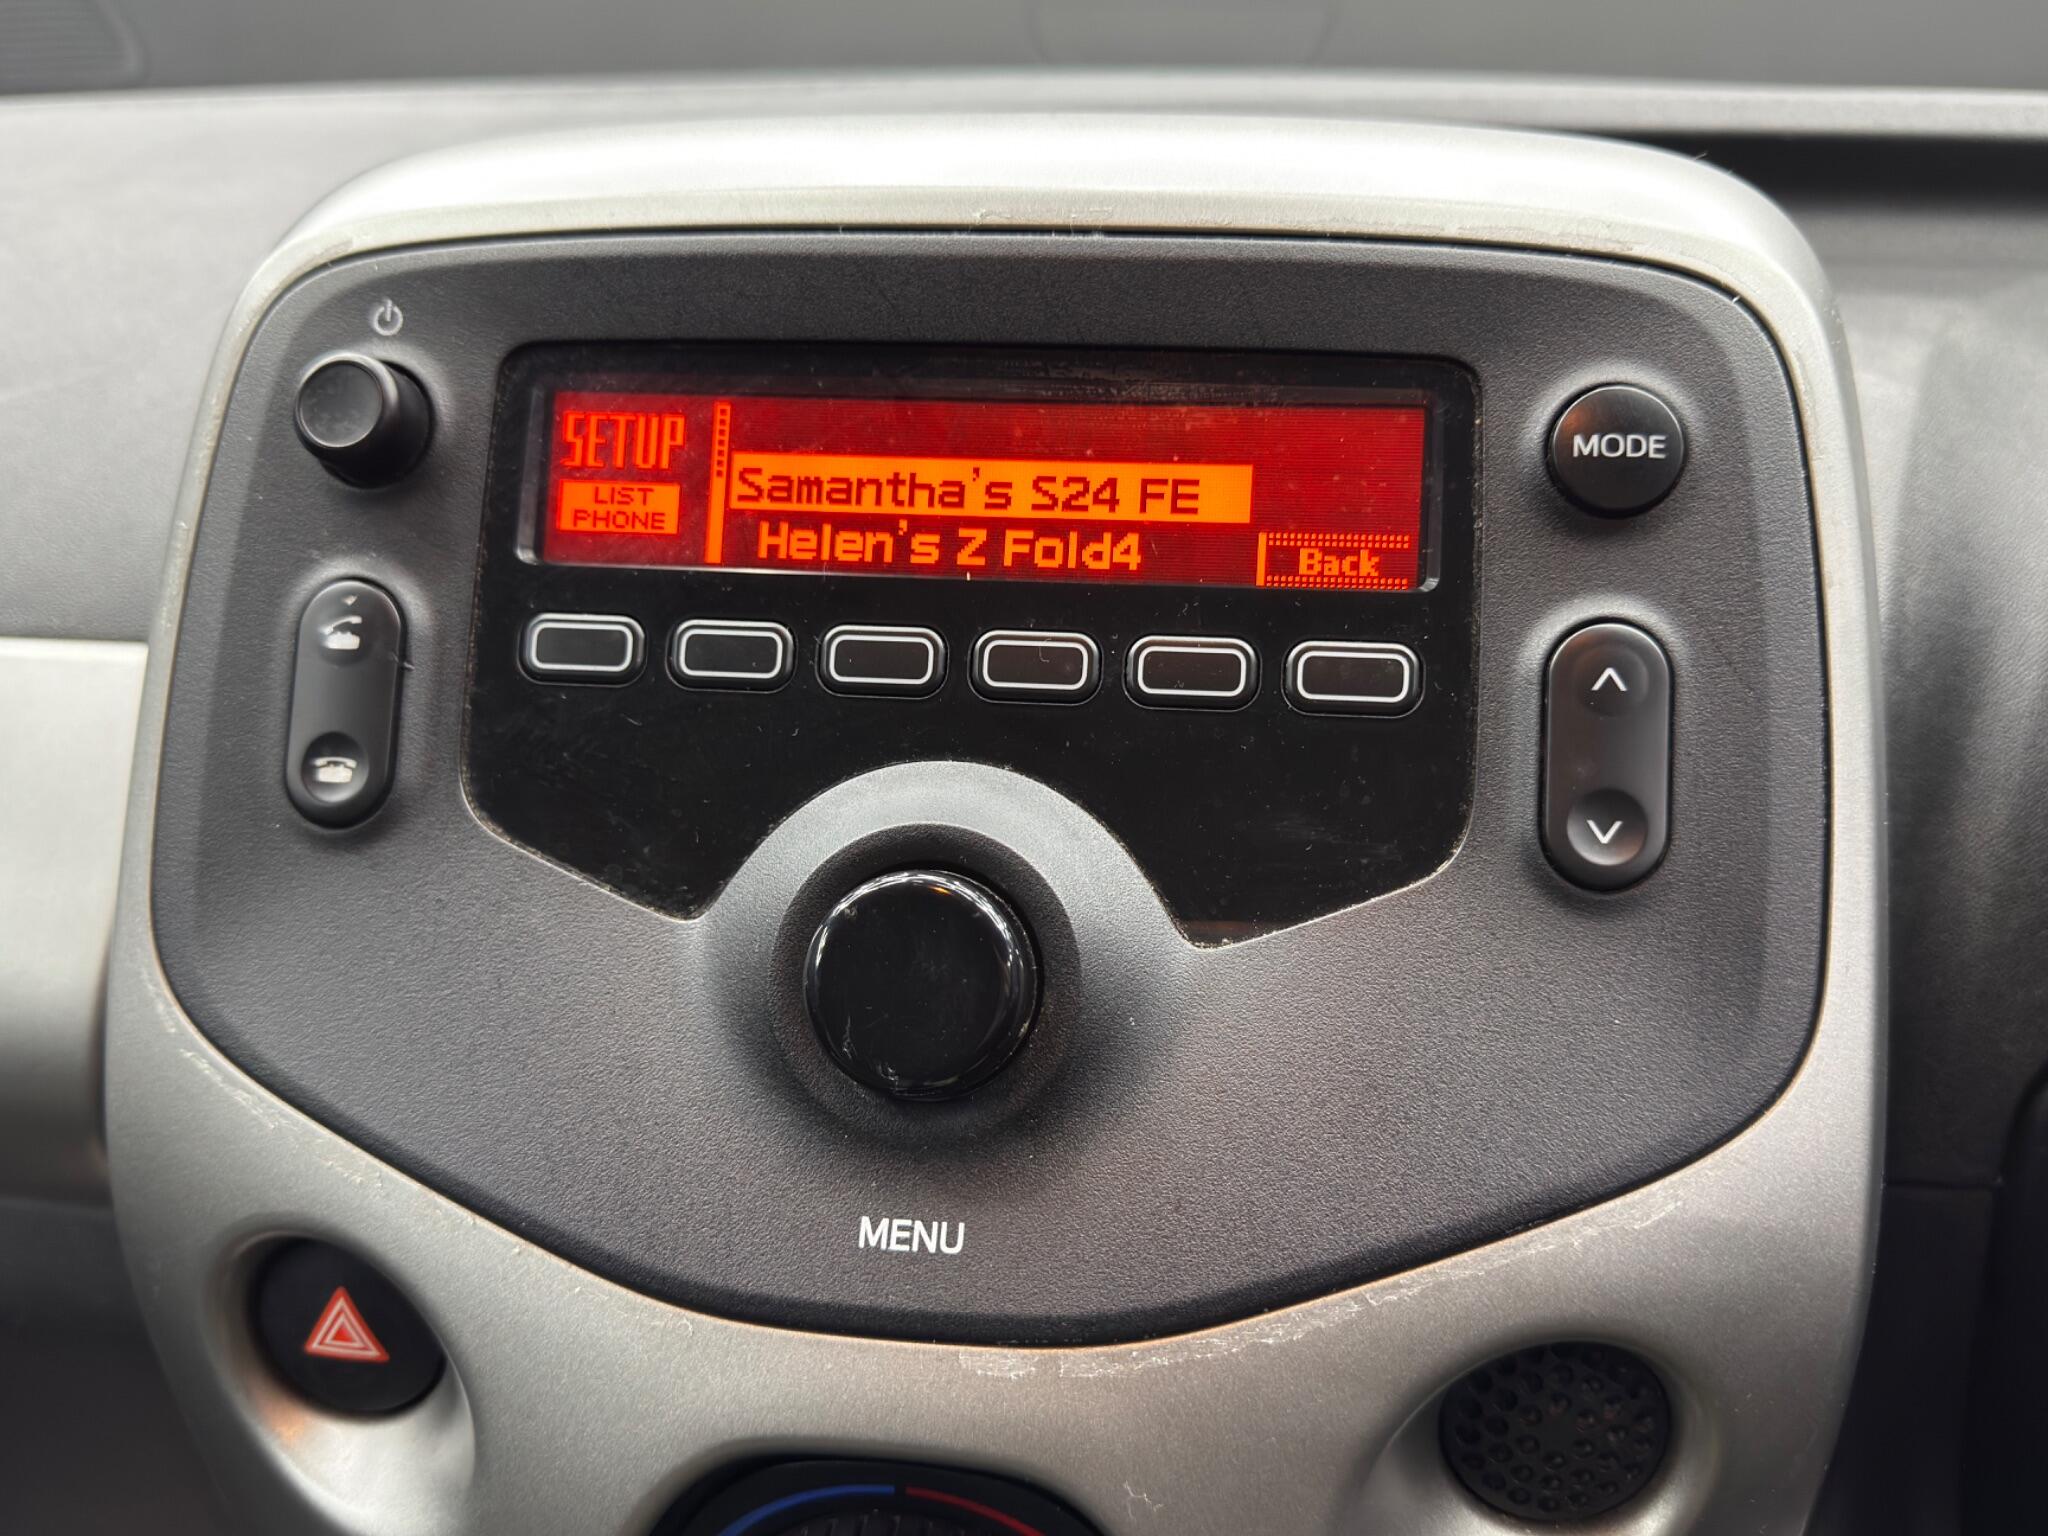 SETUP
LIST
PHONE
Samantha's S24 FE
Helen's Z Fold4
Back
MODE
MENU